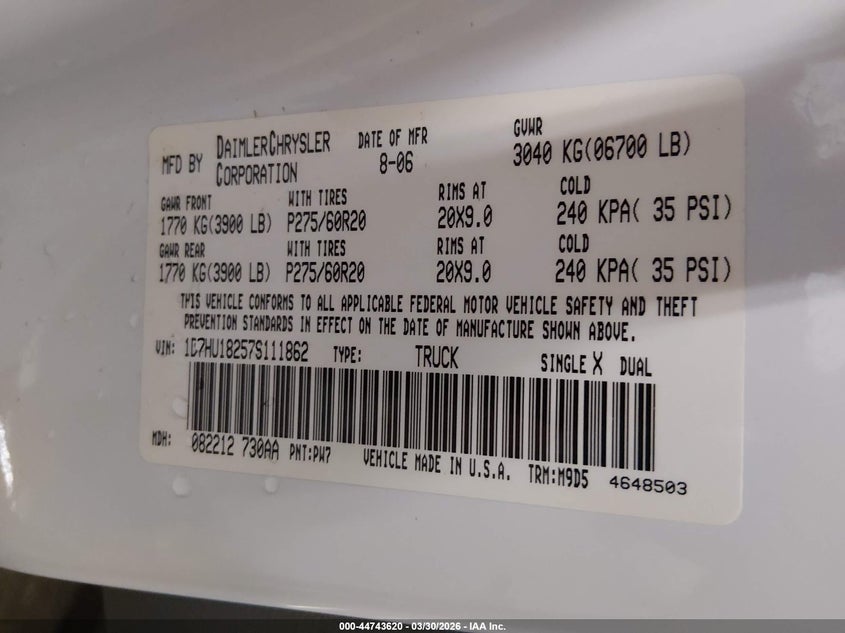 MFD BY DAIMLERCHRYSLER CORPORATION DATE OF MFR 8-06 GVWR 3040 KG(06700 LB)
GAWR FRONT WITH TIRES RIMS AT COLD
1770 KG(3900 LB) P275/60R20 20X9.0 240 KPA( 35 PSI)
GAWR REAR WITH TIRES RIMS AT COLD
1770 KG(3900 LB) P275/60R20 20X9.0 240 KPA( 35 PSI)
THIS VEHICLE CONFORMS TO ALL APPLICABLE FEDERAL MOTOR VEHICLE SAFETY AND THEFT
PREVENTION STANDARDS IN EFFECT ON THE DATE OF MANUFACTURE SHOWN ABOVE.
VIN: 1D7HU18257S111862 TYPE: TRUCK SINGLE X DUAL
MDH: 082212 730AA PNT:PW7 VEHICLE MADE IN U.S.A. TRM:M9D5 4648503
000-44743620 - 03/30/2026 - IAA Inc.